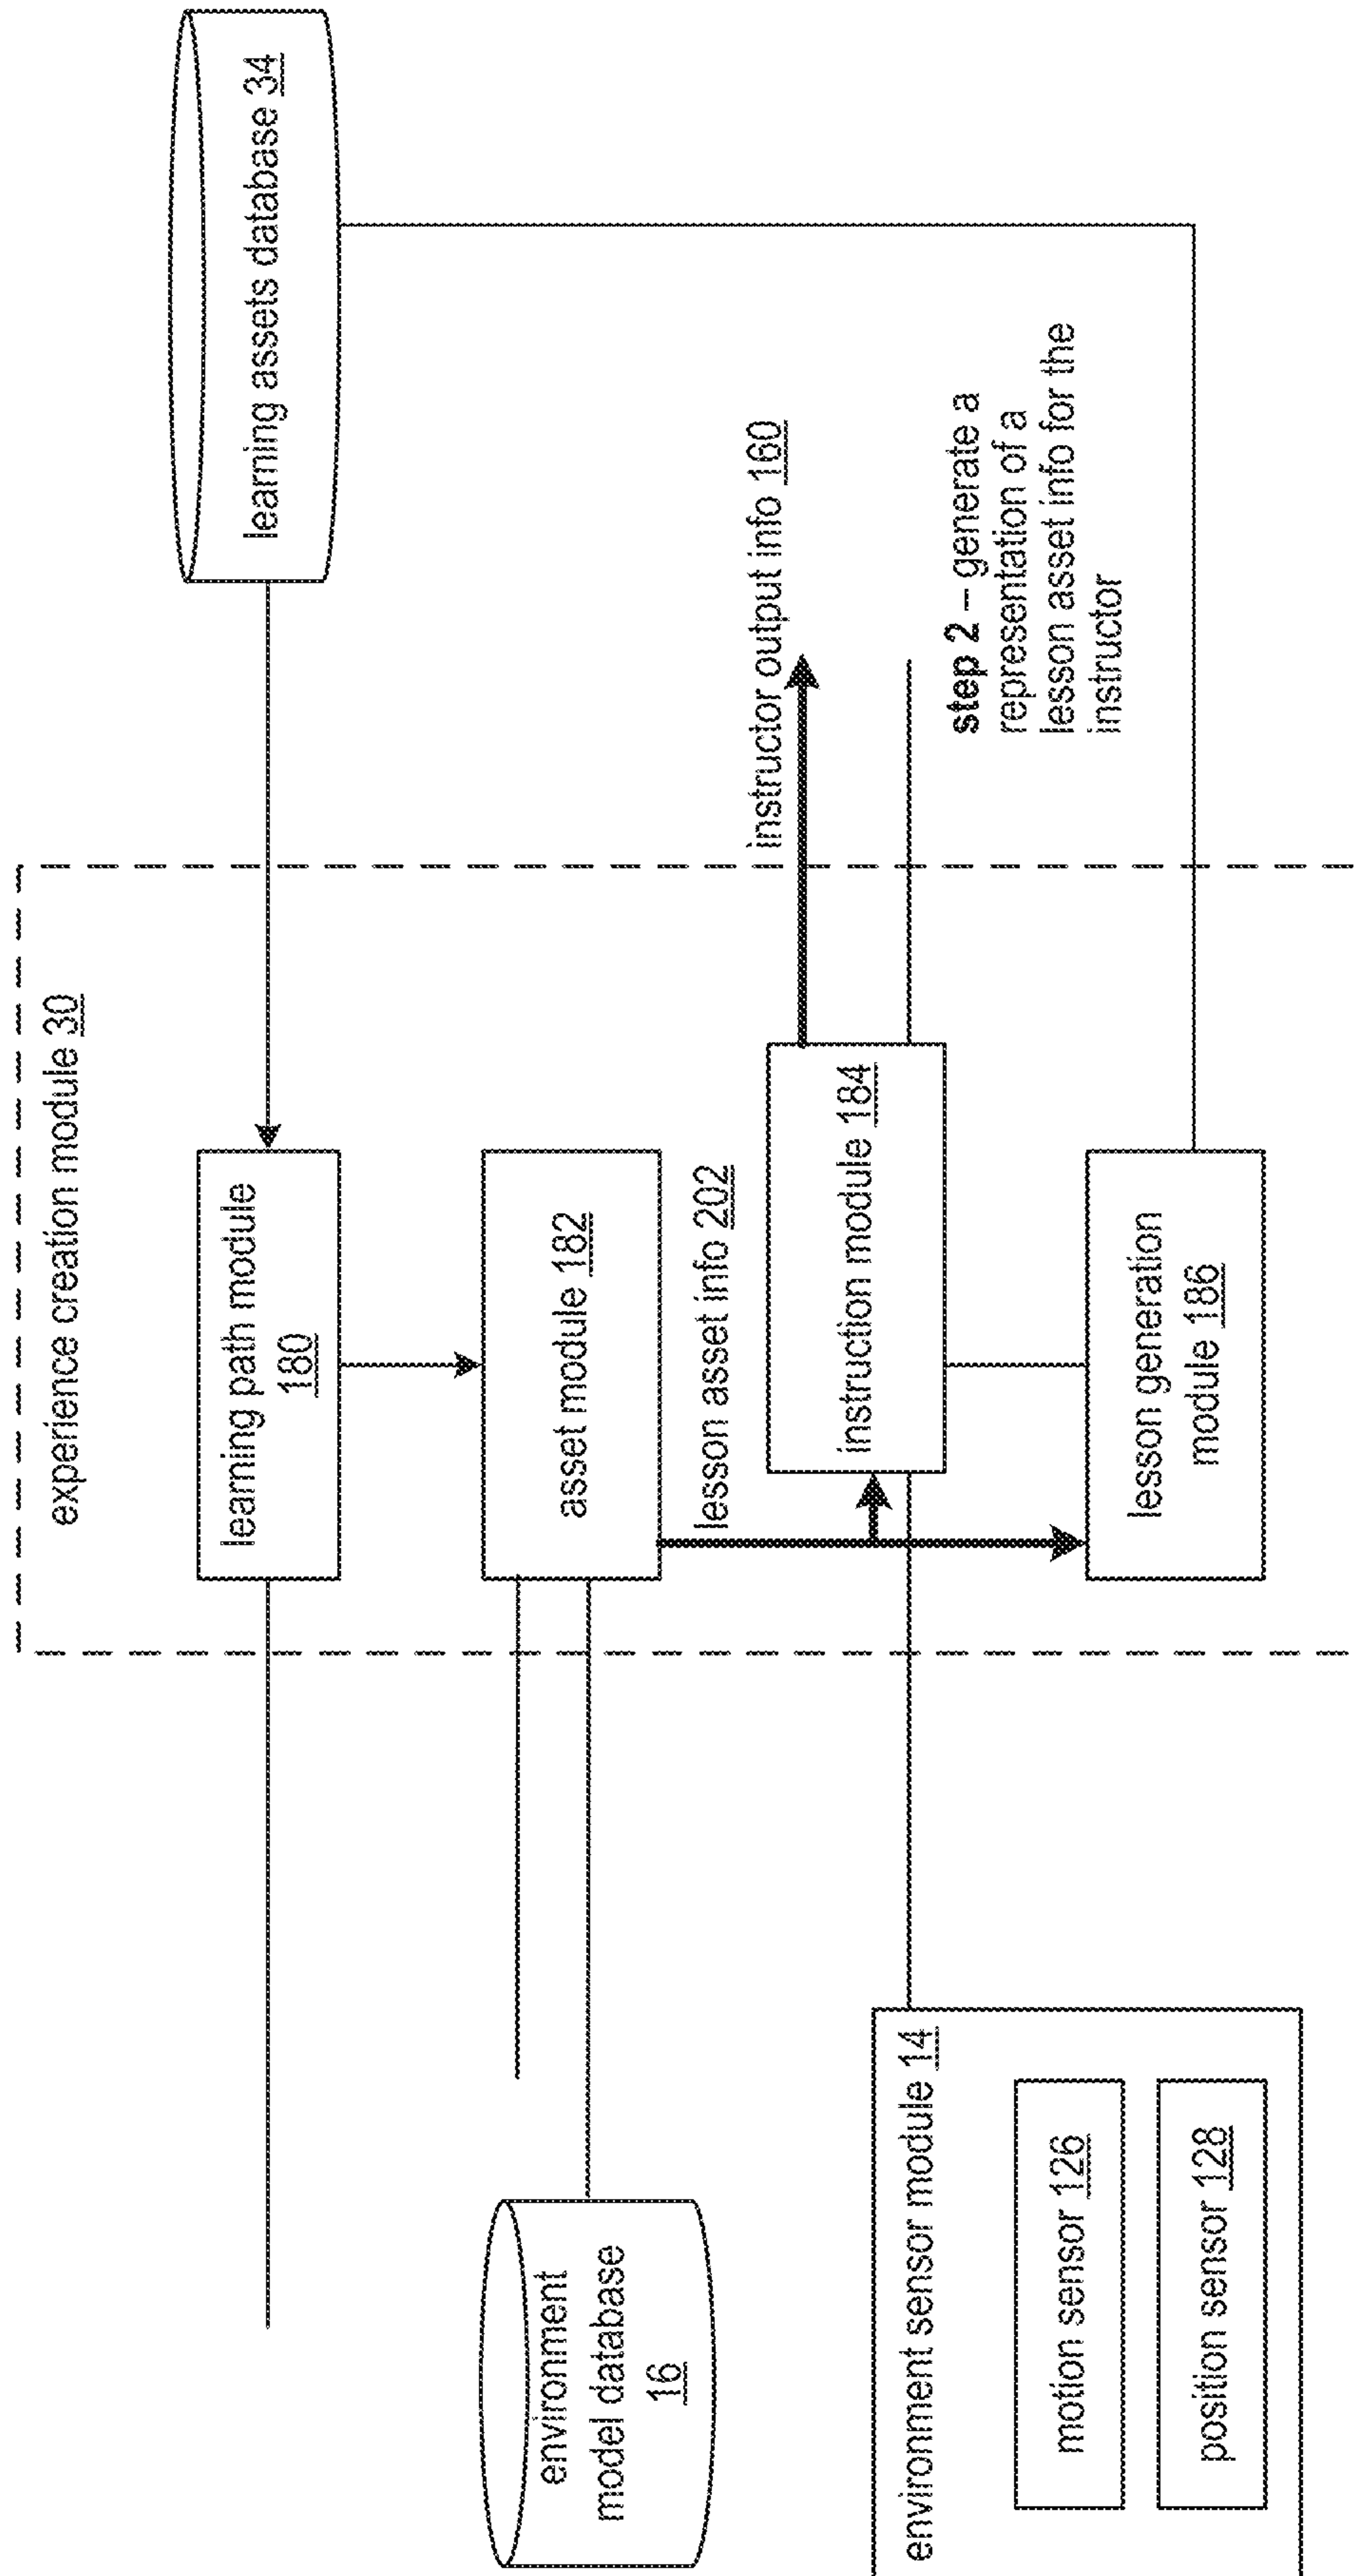 experience creation module 30
learning assets database 34
learning path module
180
environment
model database
16
asset module 182
lesson asset info 202
instructor output info 160
instruction module 184
step 2 – generate a
representation of a
lesson asset info for the
instructor
environment sensor module 14
motion sensor 126
position sensor 128
lesson generation
module 186